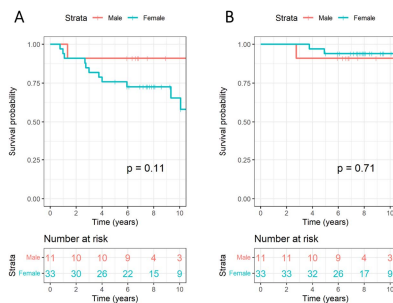 A
Strata Male Female
Survival probability
1.00
0.75
0.50
0.25
0.00
p = 0.11
0 2 4 6 8 10
Time (years)
Number at risk
Strata
Male 11 10 10 9 4 3
Female 33 30 26 22 15 9
0 2 4 6 8 10
Time (years)
B
Strata Male Female
Survival probability
1.00
0.75
0.50
0.25
0.00
p = 0.71
0 2 4 6 8 10
Time (years)
Number at risk
Strata
Male 11 10 10 9 4 3
Female 33 33 32 26 17 9
0 2 4 6 8 10
Time (years)